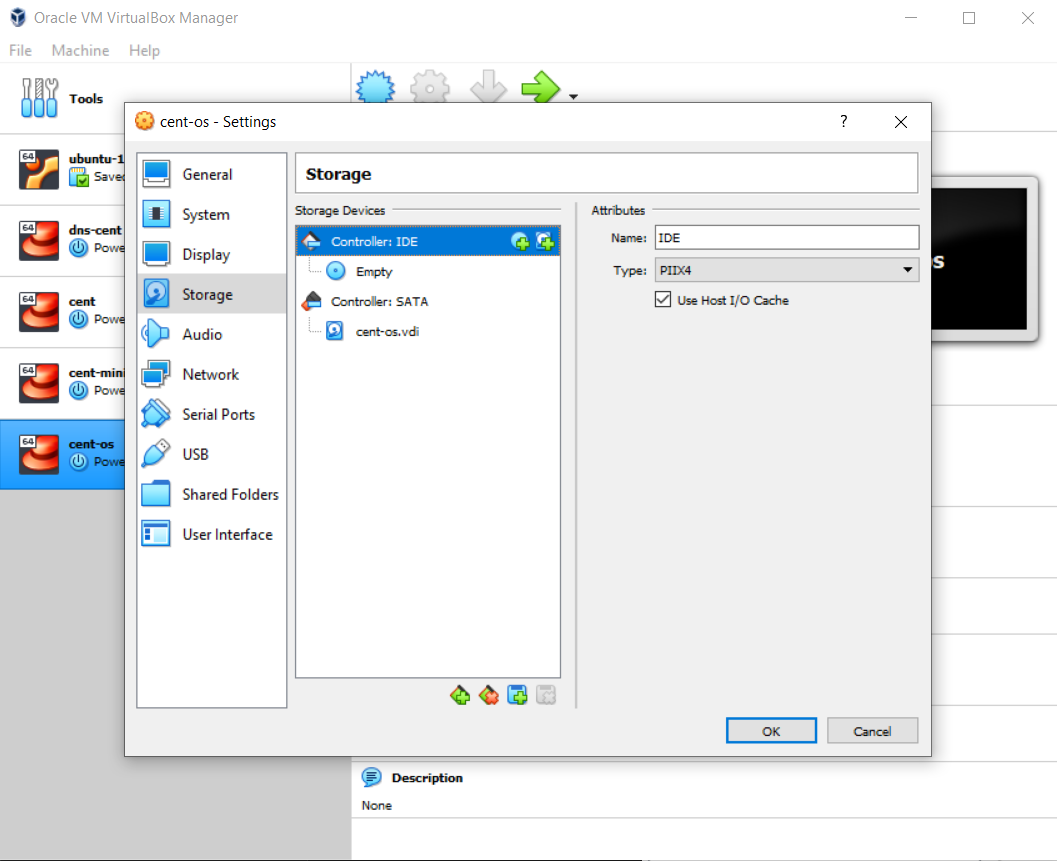 Oracle VM VirtualBox Manager
File Machine Help
Tools
64
ubuntu-1
Saved
64
dns-cent
Powe
64
cent
Powe
64
cent-mini
Powe
64
cent-os
Powe
cent-os - Settings
?
General
System
Display
Storage
Audio
Network
Serial Ports
USB
Shared Folders
User Interface
Storage
Storage Devices
Controller: IDE
Empty
Controller: SATA
cent-os.vdi
Attributes
Name: IDE
Type: PIIX4
Use Host I/O Cache
OK Cancel
s
Description
None